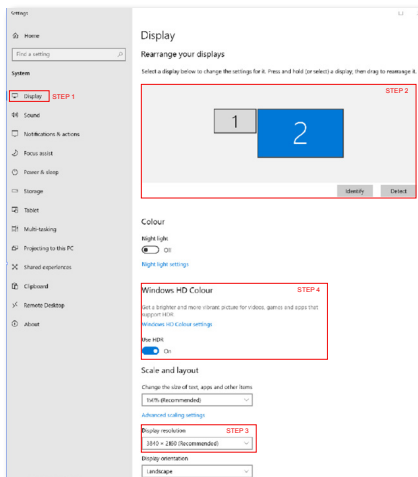 Settings
Home
Find a setting
System
Display STEP 1
Sound
Notifications & actions
Focus assist
Power & sleep
Storage
Tablet
Multi-tasking
Projecting to this PC
Shared experiences
Clipboard
Remote Desktop
About
Display
Rearrange your displays
Select a display below to change the settings for it. Press and hold (or select) a display, then drag to rearrange it.
STEP 2
1
2
Identify Detect
Colour
Night light
Off
Night light settings
Windows HD Colour STEP 4
Get a brighter and more vibrant picture for videos, games and apps that
support HDR.
Windows HD Colour settings
Use HDR
On
Scale and layout
Change the size of text, apps and other items
(Recommended)
Advanced scaling settings
Display resolution STEP 3
3840 × 2160 (Recommended)
Display orientation
Landscape